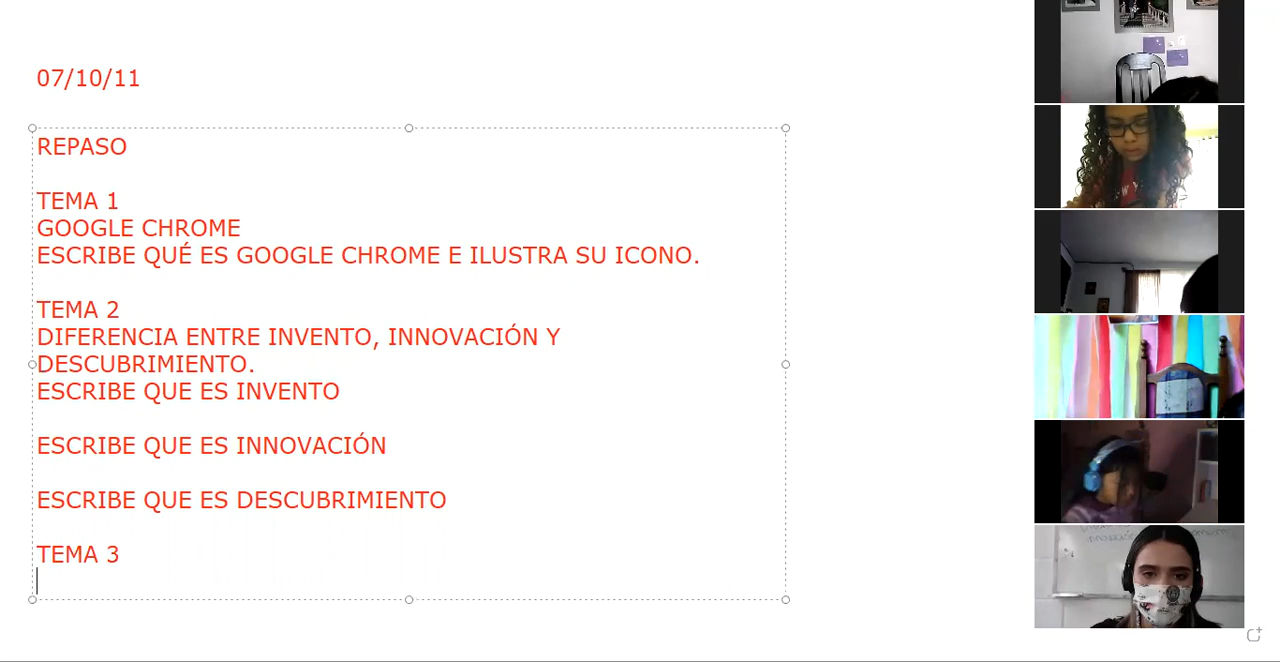 07/10/11
REPASO
TEMA 1
GOOGLE CHROME
ESCRIBE QUÉ ES GOOGLE CHROME E ILUSTRA SU ICONO.
TEMA 2
DIFERENCIA ENTRE INVENTO, INNOVACIÓN Y
DESCUBRIMIENTO.
ESCRIBE QUE ES INVENTO
ESCRIBE QUE ES INNOVACIÓN
ESCRIBE QUE ES DESCUBRIMIENTO
TEMA 3